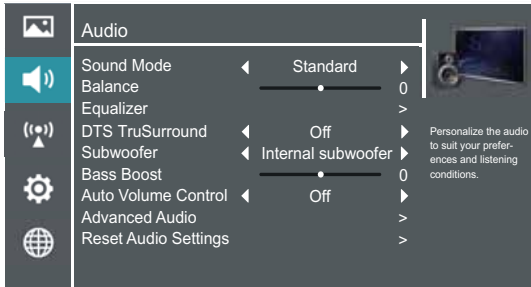 Audio
Sound Mode Standard
Balance 0
Equalizer >
DTS TruSurround Off
Subwoofer Internal subwoofer
Bass Boost 0
Auto Volume Control Off
Advanced Audio >
Reset Audio Settings >
Personalize the audio
to suit your prefer-
ences and listening
conditions.